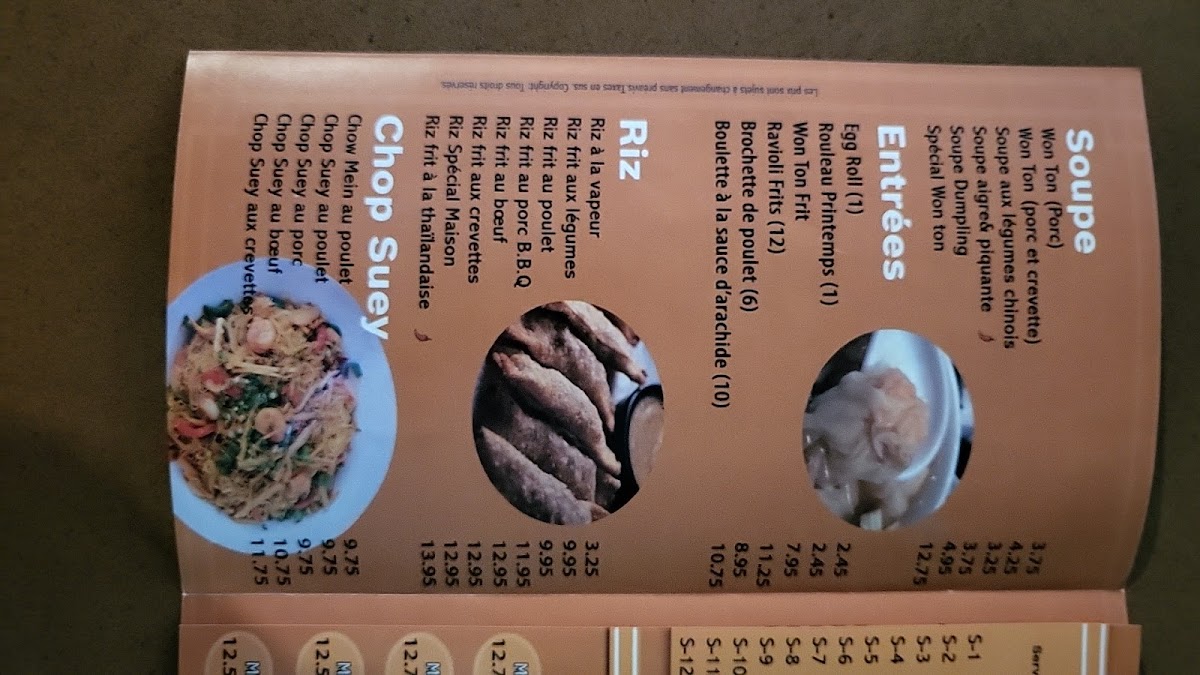 Soupe
Won Ton (Porc) 3.75
Won Ton (porc et crevette) 4.25
Soupe aux légumes chinois 3.25
Soupe aigre& piquante 3.75
Soupe Dumpling 4.95
Spécial Won ton 12.75
Entrées
Egg Roll (1) 2.45
Rouleau Printemps (1) 2.45
Won Ton Frit 7.95
Ravioli Frits (12) 11.25
Brochette de poulet (6) 8.95
Boulette à la sauce d'arachide (10) 10.75
Riz
Riz à la vapeur 3.25
Riz frit aux légumes 9.95
Riz frit au poulet 9.95
Riz frit au porc B.B.Q 11.95
Riz frit au bœuf 12.95
Riz frit aux crevettes 12.95
Riz Spécial Maison 12.95
Riz frit à la thaïlandaise 13.95
Chop Suey
Chow Mein au poulet 9.75
Chop Suey au poulet 9.75
Chop Suey au porc 9.75
Chop Suey au bœuf 10.75
Chop Suey aux crevettes 11.75
Les prix sont sujets à changement sans préavis. Taxes en sus. Copyright. Tous droits réservés.
S-1
S-2
S-3
S-4
S-5
S-6
S-7
S-8
S-9
S-10
S-11
S-12
12.7
12.7
12.5
12.5